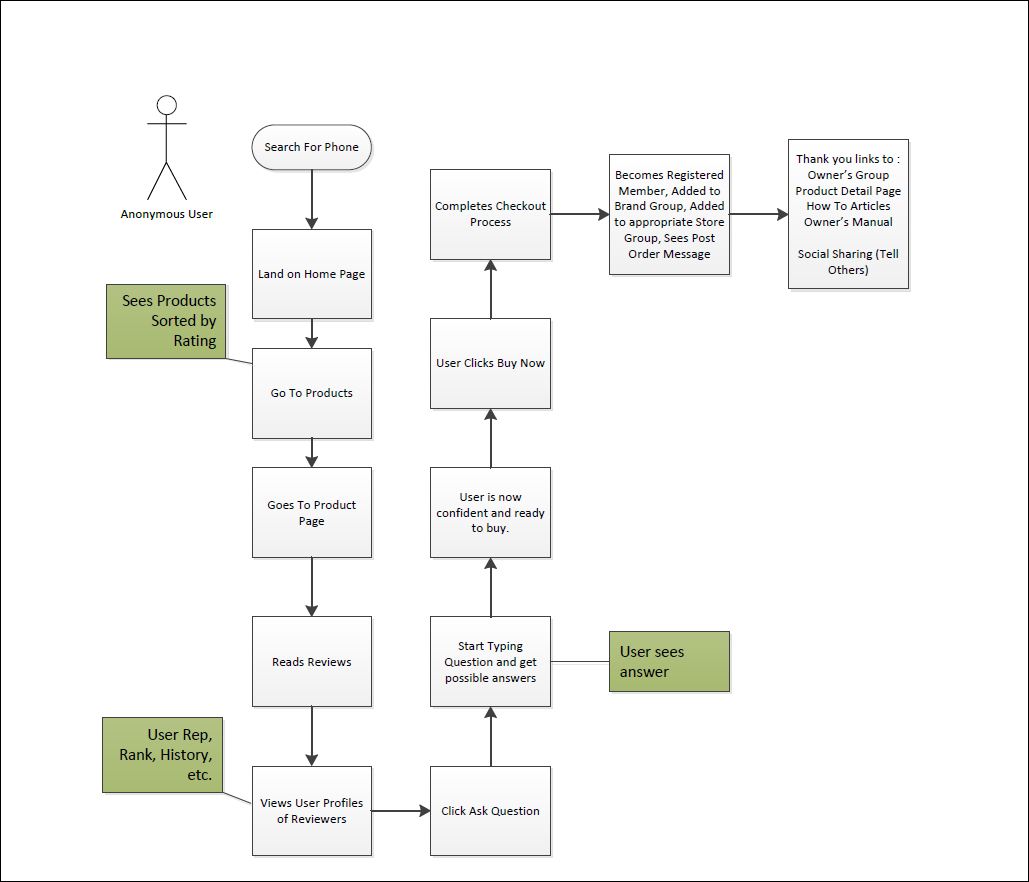 Anonymous User
Search For Phone
Land on Home Page
Sees Products
Sorted by
Rating
Go To Products
Goes To Product
Page
Reads Reviews
User Rep,
Rank, History,
etc.
Views User Profiles
of Reviewers
Click Ask Question
Start Typing
Question and get
possible answers
User sees
answer
User is now
confident and ready
to buy.
User Clicks Buy Now
Completes Checkout
Process
Becomes Registered
Member, Added to
Brand Group, Added
to appropriate Store
Group, Sees Post
Order Message
Thank you links to :
Owner's Group
Product Detail Page
How To Articles
Owner's Manual
Social Sharing (Tell
Others)